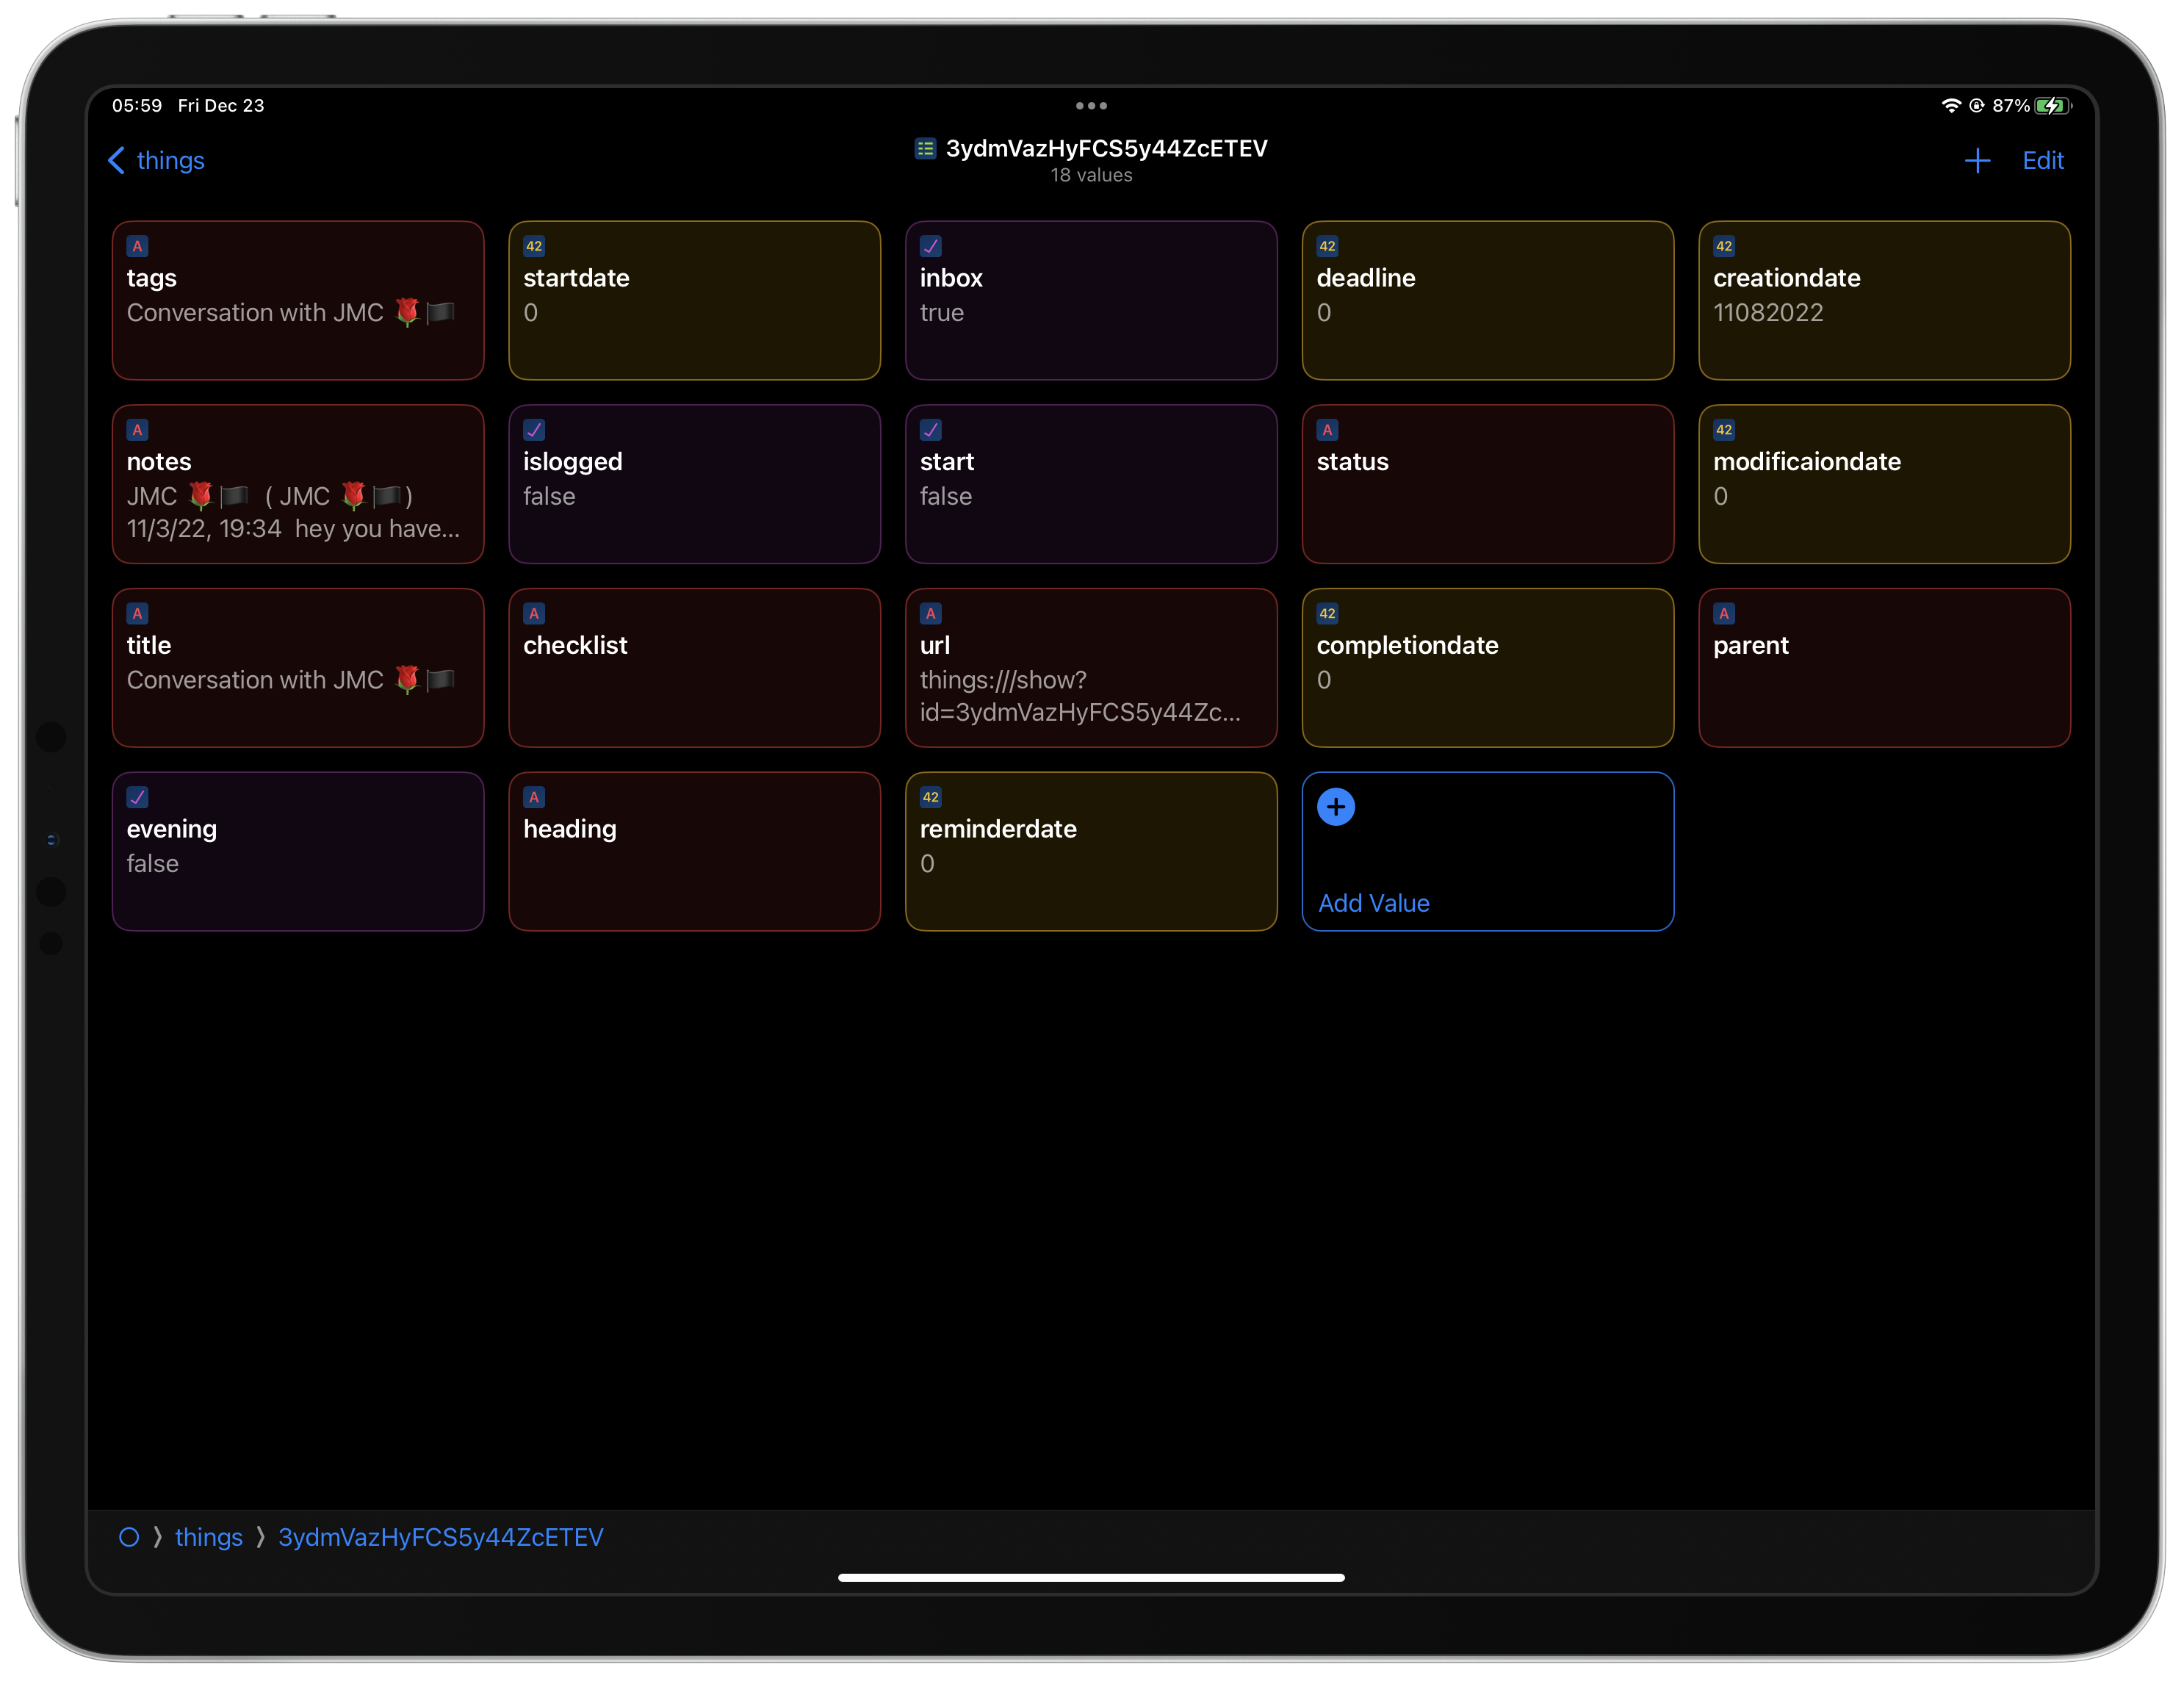 05:59 Fri Dec 23
87%
things
3ydmVazHyFCS5y44ZcETEV
18 values
Edit
A
tags
Conversation with JMC 🌹🏴
42
startdate
0
inbox
true
42
deadline
0
42
creationdate
11082022
A
notes
JMC 🌹🏴 ( JMC 🌹🏴)
11/3/22, 19:34 hey you have...
islogged
false
start
false
A
status
42
modificaiondate
0
A
title
Conversation with JMC 🌹🏴
A
checklist
A
url
things:///show?
id=3ydmVazHyFCS5y44Zc...
42
completiondate
0
A
parent
evening
false
A
heading
42
reminderdate
0
Add Value
things 〉 3ydmVazHyFCS5y44ZcETEV